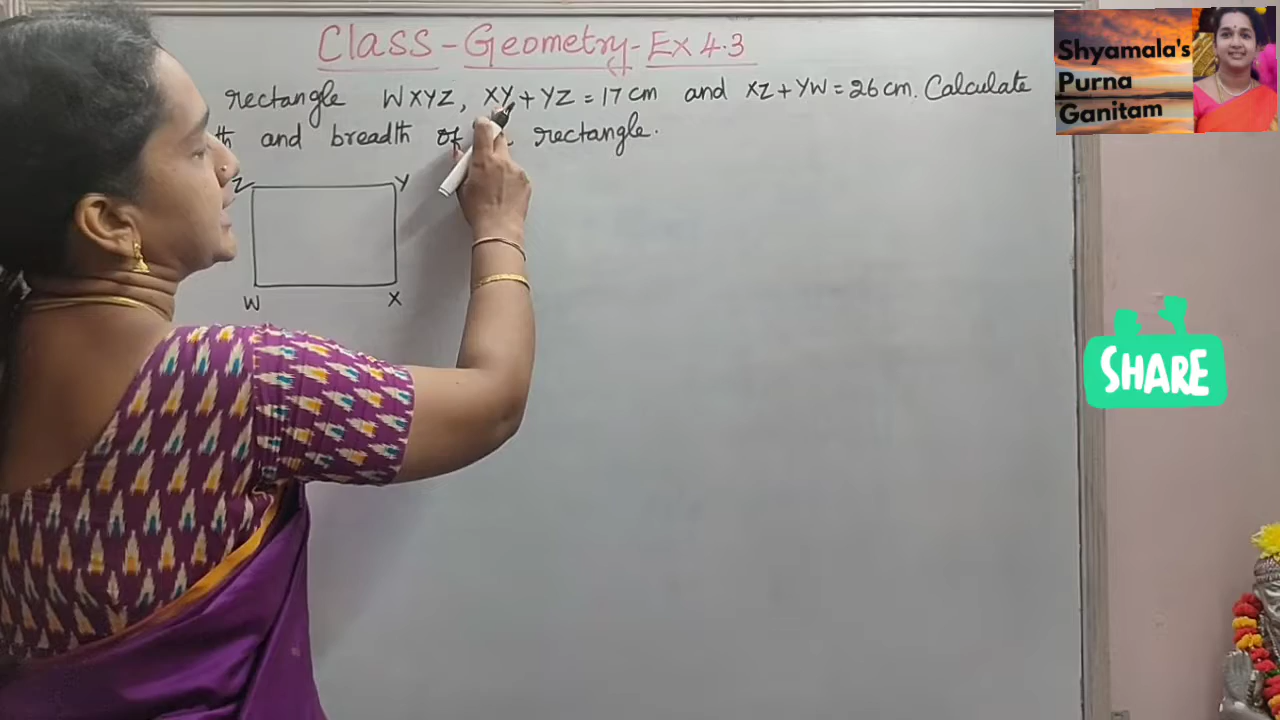 Class - Geometry - Ex 4.3
rectangle WXYZ, XY + YZ = 17 cm and XZ + YW = 26 cm. Calculate
and breadth of rectangle.
Z Y
W X
Shyamala's
Purna
Ganitam
SHARE